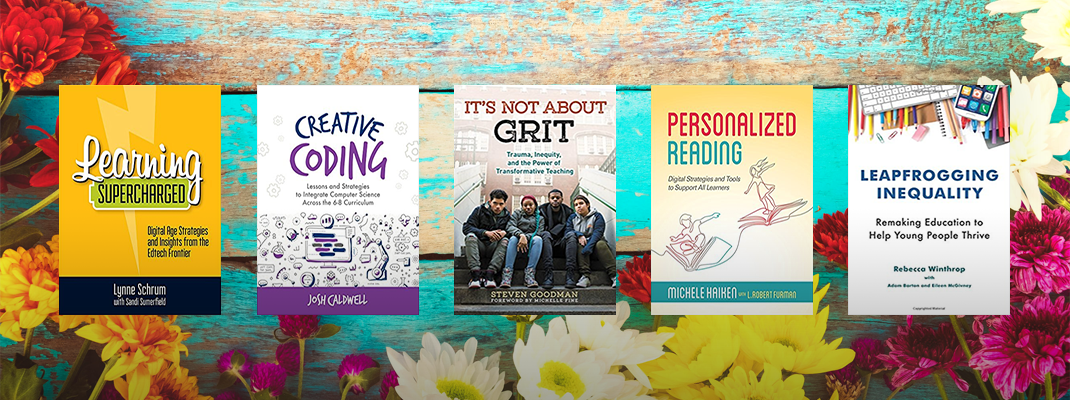 Learning
SUPERCHARGED
Digital Age Strategies
and Insights from the
Edtech Frontier
Lynne Schrum
with Sandi Sumerfield
CREATIVE
CODING
Lessons and Strategies
to Integrate Computer Science
Across the 6-8 Curriculum
JOSH CALDWELL
IT'S NOT ABOUT
GRIT
Trauma, Inequity,
and the Power of
Transformative Teaching
STEVEN GOODMAN
FOREWORD BY MICHELLE FINE
PERSONALIZED
READING
Digital Strategies and Tools
to Support All Learners
MICHELE HAIKEN WITH L. ROBERT FURMAN
LEAPFROGGING
INEQUALITY
Remaking Education to
Help Young People Thrive
Rebecca Winthrop
with
Adam Barton and Eileen McGivney
Copyrighted Material